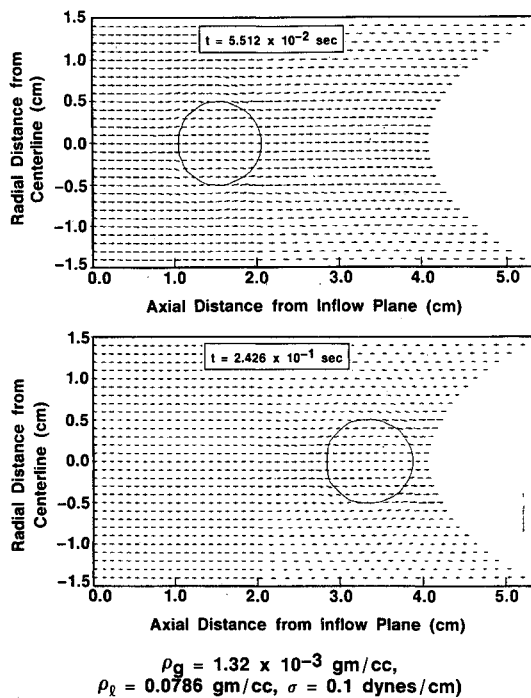 1.5
1.0
0.5
0.0
-0.5
-1.0
-1.5
Radial Distance from
Centerline (cm)
t = 5.512 x 10⁻² sec
0.0 1.0 2.0 3.0 4.0 5.0
Axial Distance from Inflow Plane (cm)
1.5
1.0
0.5
0.0
-0.5
-1.0
-1.5
Radial Distance from
Centerline (cm)
t = 2.426 x 10⁻¹ sec
0.0 1.0 2.0 3.0 4.0 5.0
Axial Distance from Inflow Plane (cm)
ρg = 1.32 x 10⁻³ gm/cc,
ρℓ = 0.0786 gm/cc, σ = 0.1 dynes/cm)